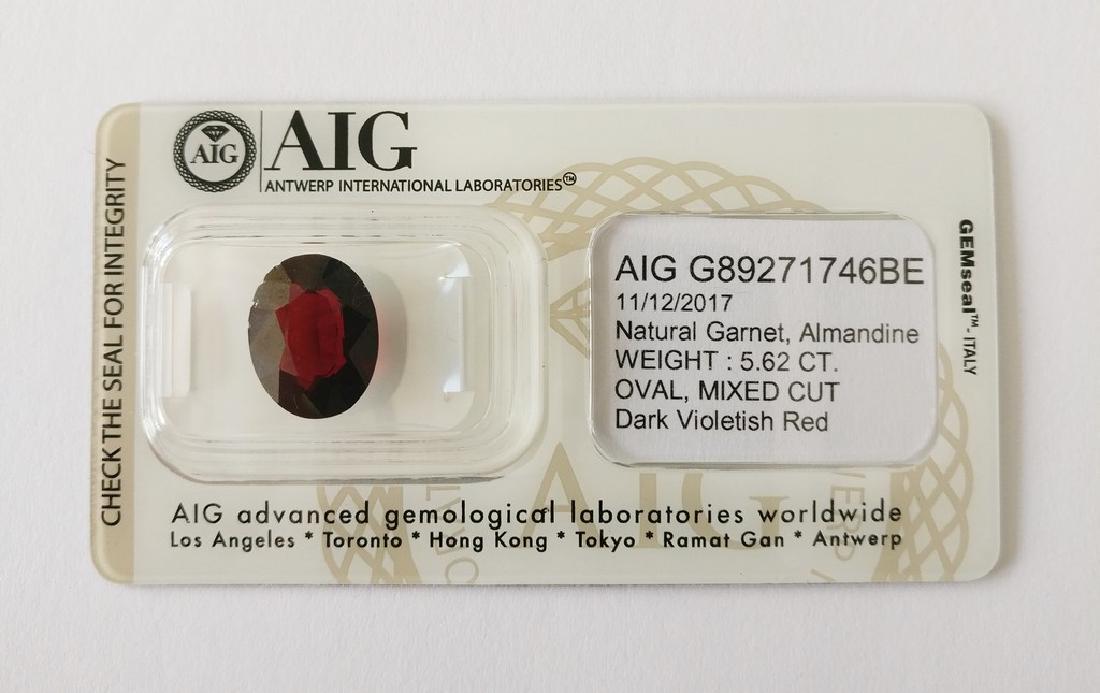 CHECK THE SEAL FOR INTEGRITY
AIG
AIG
ANTWERP INTERNATIONAL LABORATORIES™
AIG G89271746BE
11/12/2017
Natural Garnet, Almandine
WEIGHT : 5.62 CT.
OVAL, MIXED CUT
Dark Violetish Red
GEMseal™ - ITALY
AIG
AIG advanced gemological laboratories worldwide
Los Angeles * Toronto * Hong Kong * Tokyo * Ramat Gan * Antwerp